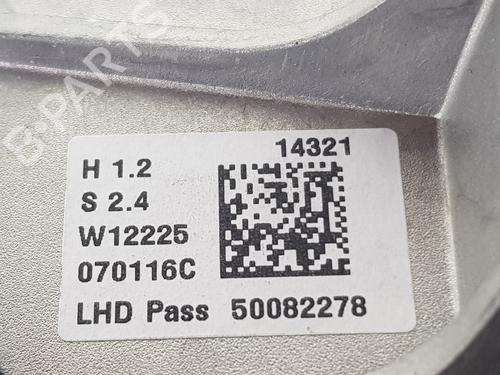 B-PARTS
14321
H 1.2
S 2.4
W12225
070116C
LHD Pass 50082278